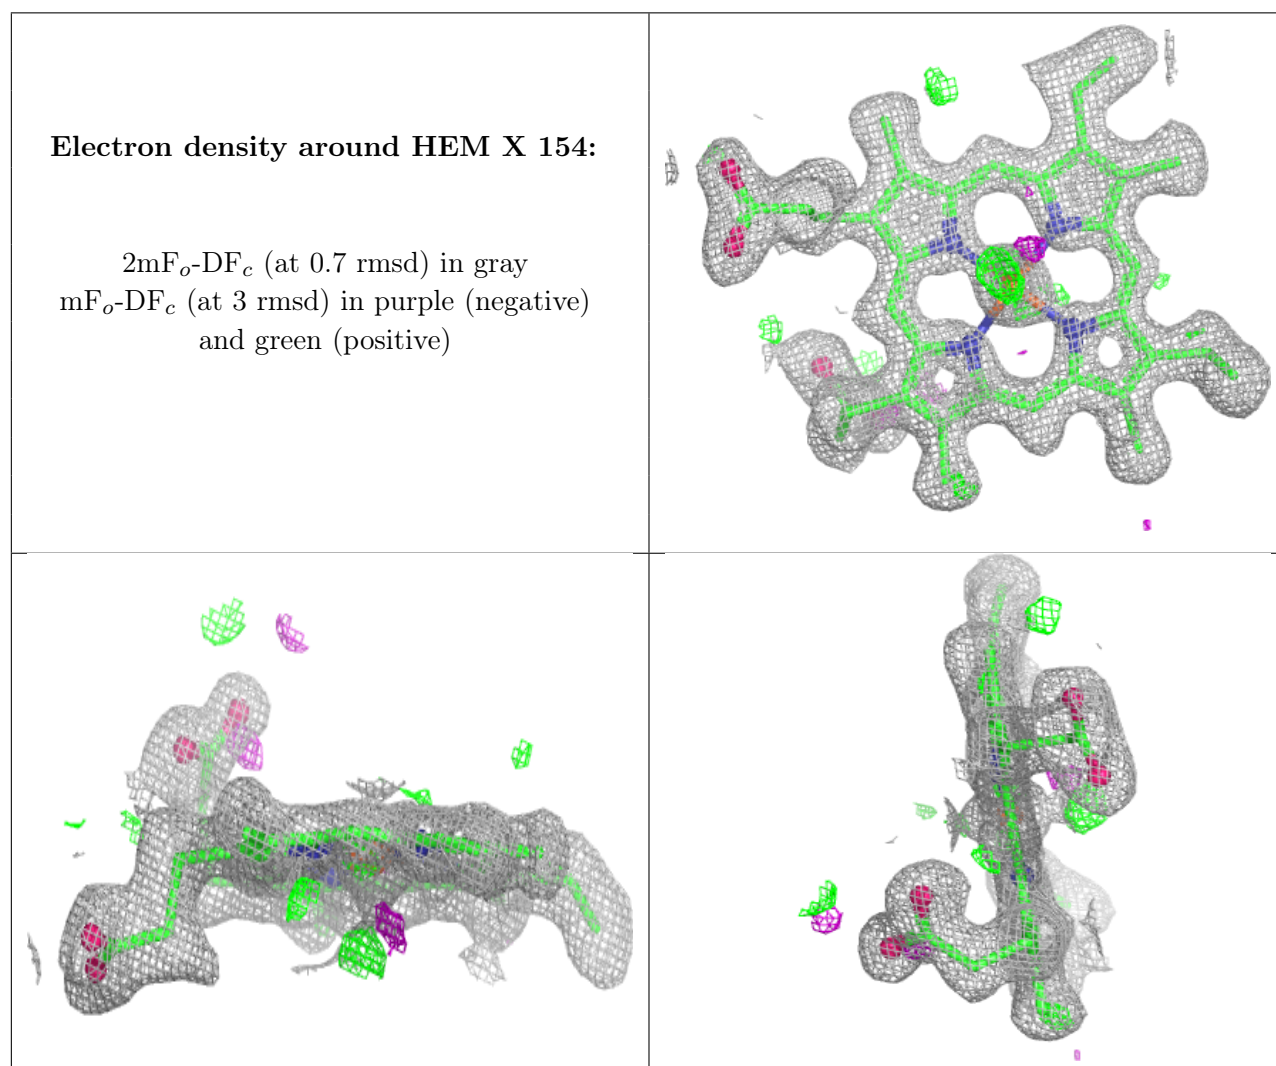 Electron density around HEM X 154:
2mFo-DFc (at 0.7 rmsd) in gray
mFo-DFc (at 3 rmsd) in purple (negative)
and green (positive)